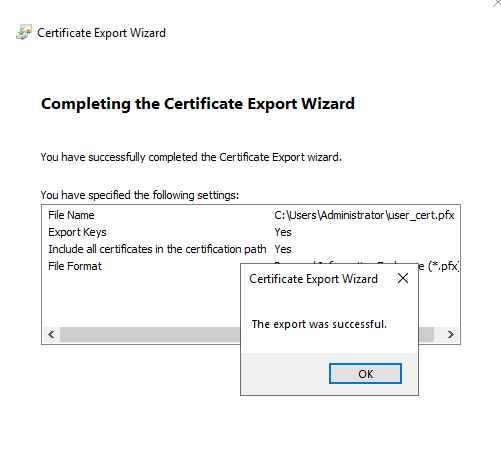 Certificate Export Wizard
Completing the Certificate Export Wizard
You have successfully completed the Certificate Export wizard.
You have specified the following settings:
File Name C:\Users\Administrator\user_cert.pfx
Export Keys Yes
Include all certificates in the certification path Yes
File Format (*.pfx)
Certificate Export Wizard
The export was successful.
OK